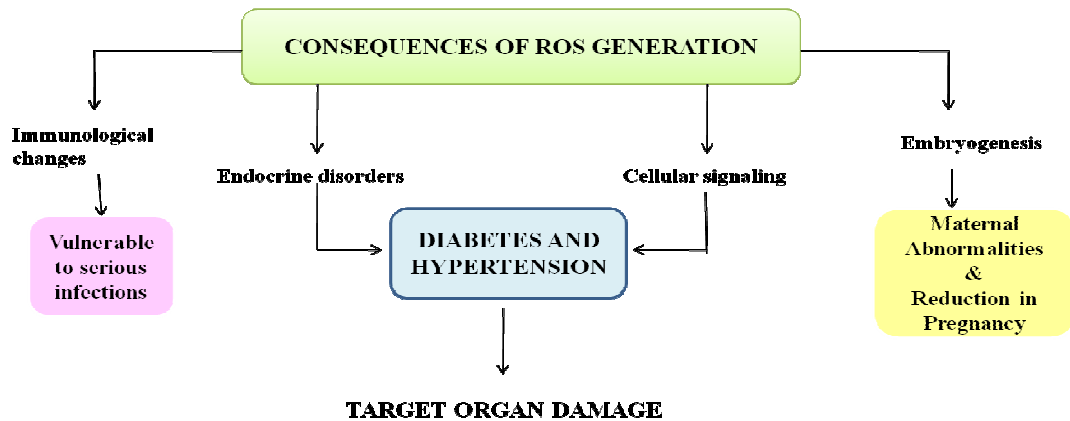 CONSEQUENCES OF ROS GENERATION
Immunological
changes
Endocrine disorders
Cellular signaling
Embryogenesis
Vulnerable
to serious
infections
DIABETES AND
HYPERTENSION
Maternal
Abnormalities
&
Reduction in
Pregnancy
TARGET ORGAN DAMAGE